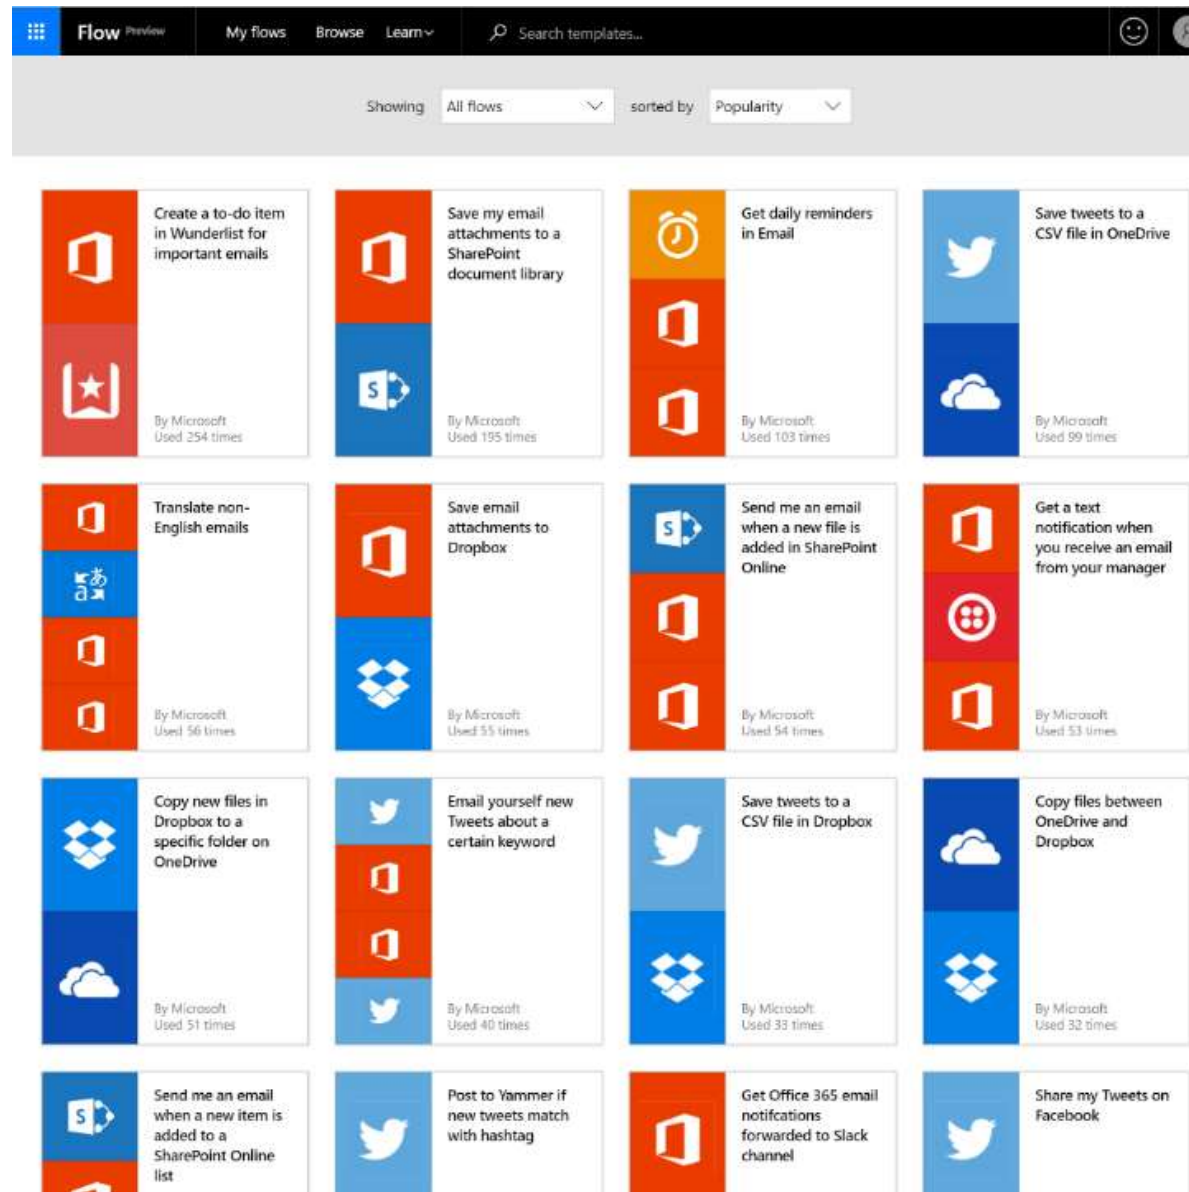 Flow Preview My flows Browse Learn Search templates...
Showing All flows sorted by Popularity
Create a to-do item
in Wunderlist for
important emails
By Microsoft
Used 254 times
Save my email
attachments to a
SharePoint
document library
By Microsoft
Used 195 times
Get daily reminders
in Email
By Microsoft
Used 103 times
Save tweets to a
CSV file in OneDrive
By Microsoft
Used 99 times
Translate non-
English emails
By Microsoft
Used 56 times
Save email
attachments to
Dropbox
By Microsoft
Used 55 times
Send me an email
when a new file is
added in SharePoint
Online
By Microsoft
Used 54 times
Get a text
notification when
you receive an email
from your manager
By Microsoft
Used 53 times
Copy new files in
Dropbox to a
specific folder on
OneDrive
By Microsoft
Used 51 times
Email yourself new
Tweets about a
certain keyword
By Microsoft
Used 40 times
Save tweets to a
CSV file in Dropbox
By Microsoft
Used 33 times
Copy files between
OneDrive and
Dropbox
By Microsoft
Used 32 times
Send me an email
when a new item is
added to a
SharePoint Online
list
Post to Yammer if
new tweets match
with hashtag
Get Office 365 email
notifcations
forwarded to Slack
channel
Share my Tweets on
Facebook